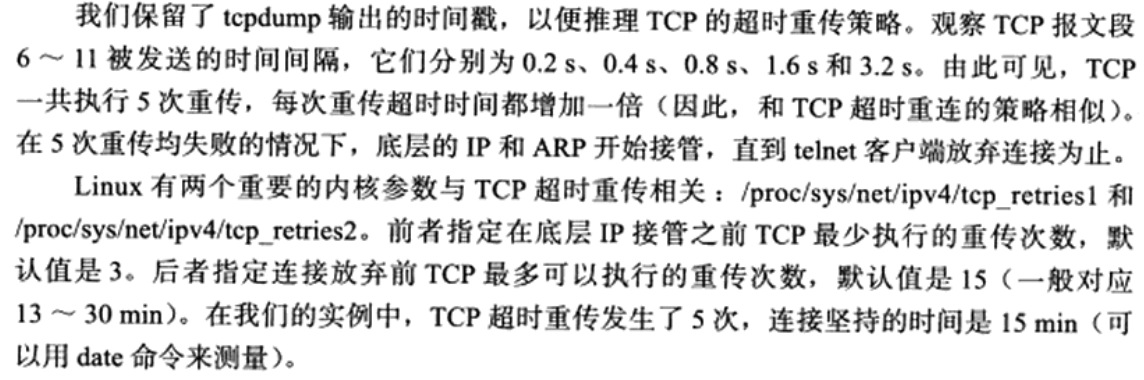 我们保留了 tcpdump 输出的时间戳，以便推理 TCP 的超时重传策略。观察 TCP 报文段
6 ～ 11 被发送的时间间隔，它们分别为 0.2 s、0.4 s、0.8 s、1.6 s 和 3.2 s。由此可见，TCP
一共执行 5 次重传，每次重传超时时间都增加一倍（因此，和 TCP 超时重连的策略相似）。
在 5 次重传均失败的情况下，底层的 IP 和 ARP 开始接管，直到 telnet 客户端放弃连接为止。
Linux 有两个重要的内核参数与 TCP 超时重传相关：/proc/sys/net/ipv4/tcp_retries1 和
/proc/sys/net/ipv4/tcp_retries2。前者指定在底层 IP 接管之前 TCP 最少执行的重传次数，默
认值是 3。后者指定连接放弃前 TCP 最多可以执行的重传次数，默认值是 15（一般对应
13 ～ 30 min）。在我们的实例中，TCP 超时重传发生了 5 次，连接坚持的时间是 15 min（可
以用 date 命令来测量）。